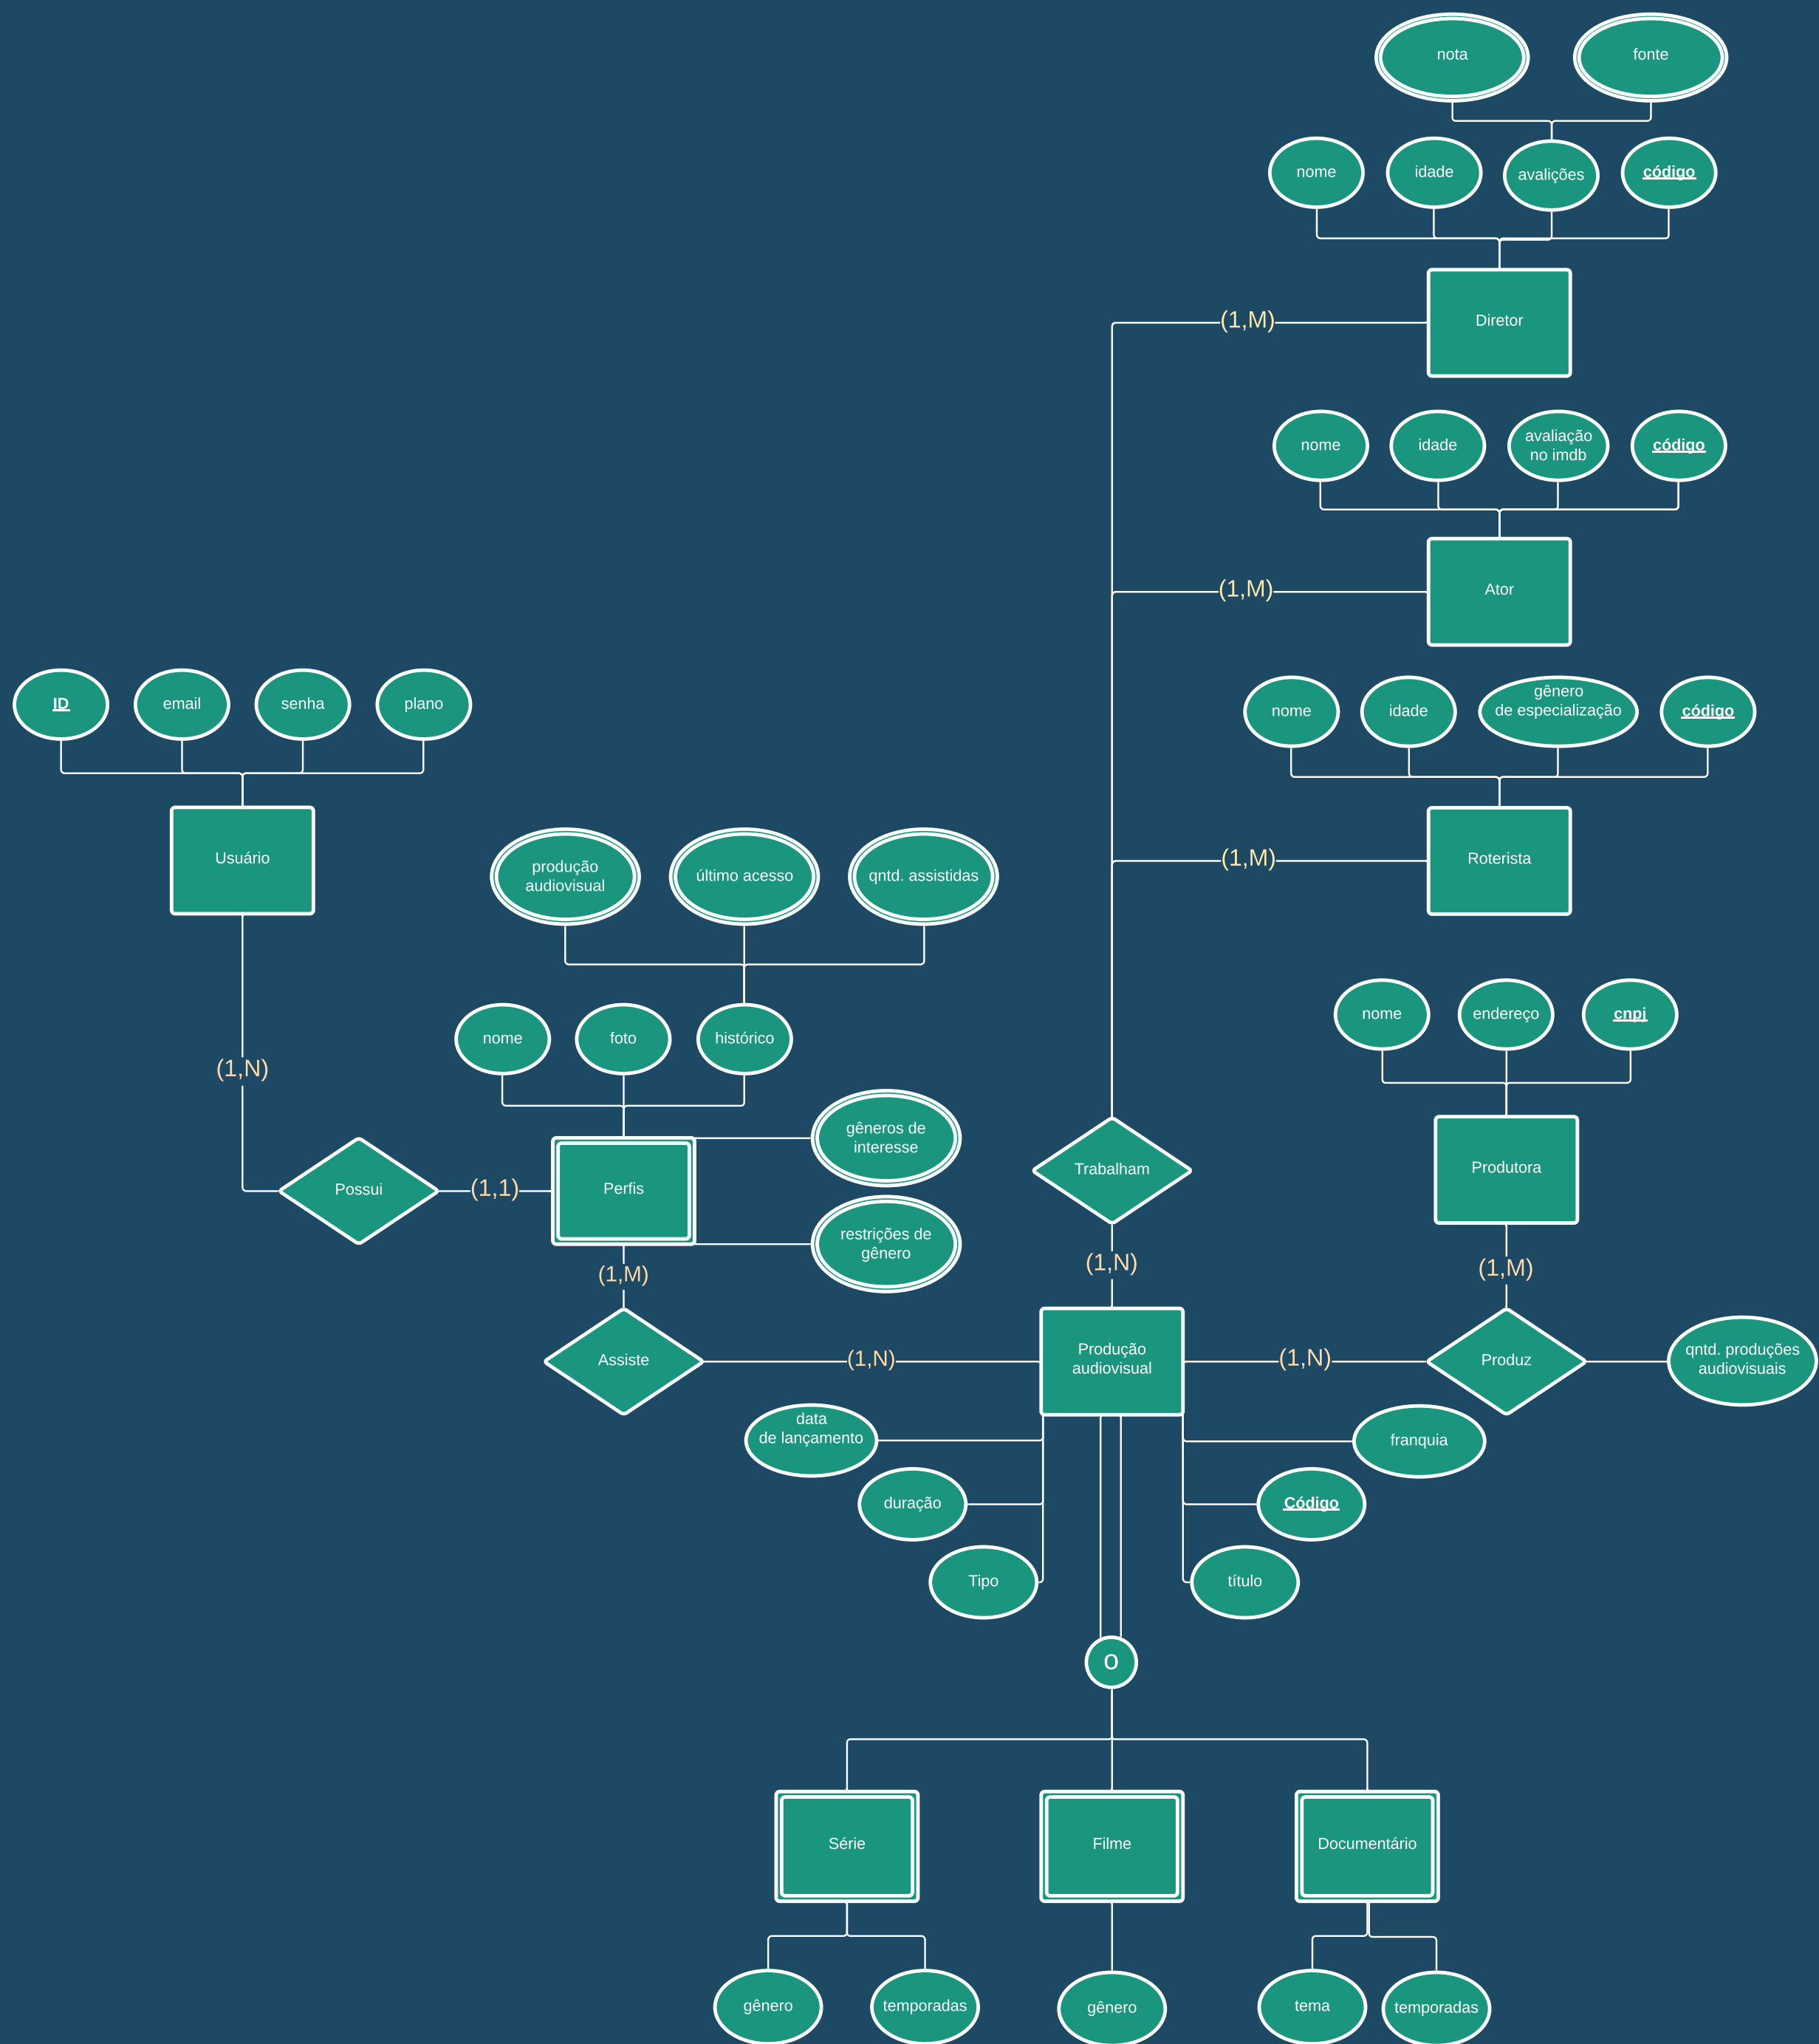 nota
fonte
nome
idade
avalições
código
Diretor
(1,M)
nome
idade
avaliação
no imdb
código
Ator
(1,M)
ID
email
senha
plano
nome
idade
gênero
de especialização
código
Usuário
Roterista
(1,M)
produção
audiovisual
último acesso
qntd. assistidas
nome
foto
histórico
nome
endereço
cnpj
(1,N)
gêneros de
interesse
Possui
(1,1)
Perfis
Trabalham
Produtora
restrições de
gênero
(1,M)
(1,N)
(1,M)
Assiste
(1,N)
Produção
audiovisual
(1,N)
Produz
qntd. produções
audiovisuais
data
de lançamento
franquia
duração
Código
Tipo
título
O
Série
Filme
Documentário
gênero
temporadas
gênero
tema
temporadas